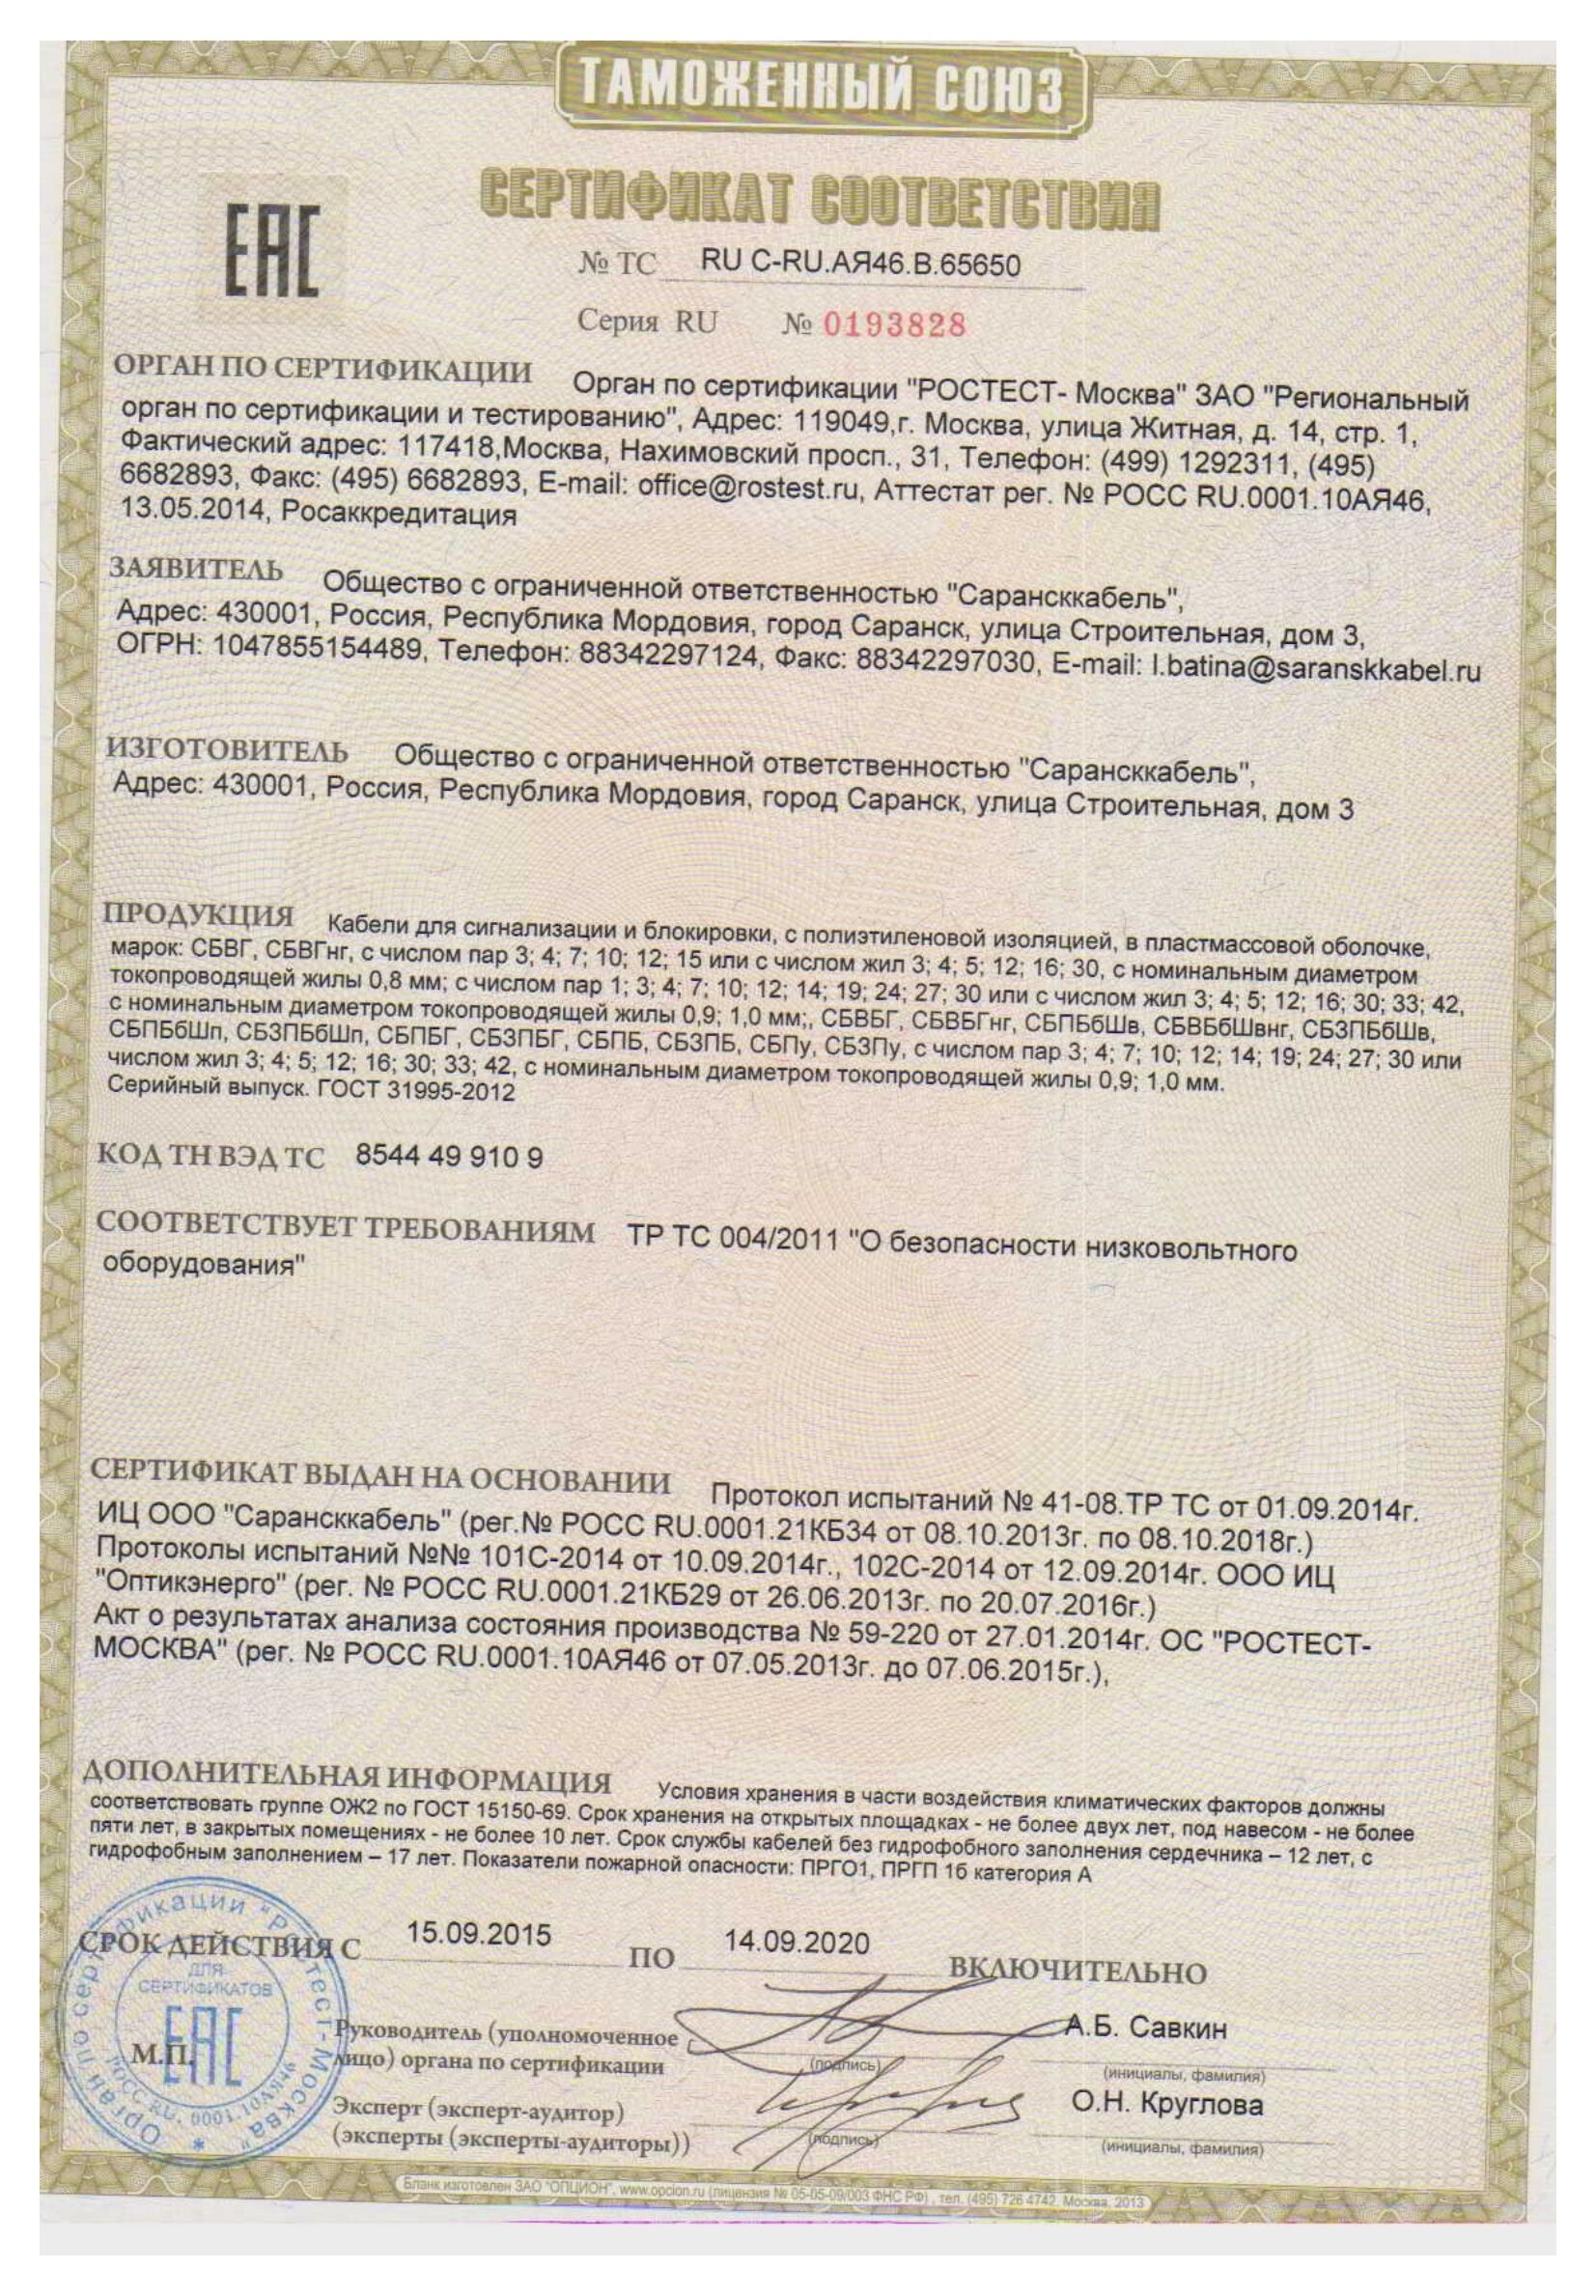 ТАМОЖЕННЫЙ СОЮЗ
СЕРТИФИКАТ СООТВЕТСТВИЯ
ЕАС
№ ТС RU C-RU.АЯ46.В.65650
Серия RU № 0193828
ОРГАН ПО СЕРТИФИКАЦИИ Орган по сертификации "РОСТЕСТ- Москва" ЗАО "Региональный
орган по сертификации и тестированию", Адрес: 119049,г. Москва, улица Житная, д. 14, стр. 1,
Фактический адрес: 117418,Москва, Нахимовский просп., 31, Телефон: (499) 1292311, (495)
6682893, Факс: (495) 6682893, E-mail: office@rostest.ru, Аттестат рег. № РОСС RU.0001.10АЯ46,
13.05.2014, Росаккредитация
ЗАЯВИТЕЛЬ Общество с ограниченной ответственностью "Сарансккабель",
Адрес: 430001, Россия, Республика Мордовия, город Саранск, улица Строительная, дом 3,
ОГРН: 1047855154489, Телефон: 88342297124, Факс: 88342297030, E-mail: l.batina@saranskkabel.ru
ИЗГОТОВИТЕЛЬ Общество с ограниченной ответственностью "Сарансккабель",
Адрес: 430001, Россия, Республика Мордовия, город Саранск, улица Строительная, дом 3
ПРОДУКЦИЯ Кабели для сигнализации и блокировки, с полиэтиленовой изоляцией, в пластмассовой оболочке,
марок: СБВГ, СБВГнг, с числом пар 3; 4; 7; 10; 12; 15 или с числом жил 3; 4; 5; 12; 16; 30, с номинальным диаметром
токопроводящей жилы 0,8 мм; с числом пар 1; 3; 4; 7; 10; 12; 14; 19; 24; 27; 30 или с числом жил 3; 4; 5; 12; 16; 30; 33; 42,
с номинальным диаметром токопроводящей жилы 0,9; 1,0 мм;, СБВБГ, СБВБГнг, СБПБбШв, СБВБбШвнг, СБЗПБбШв,
СБПБбШп, СБЗПБбШп, СБПБГ, СБЗПБГ, СБПБ, СБЗПБ, СБПу, СБЗПу, с числом пар 3; 4; 7; 10; 12; 14; 19; 24; 27; 30 или
числом жил 3; 4; 5; 12; 16; 30; 33; 42, с номинальным диаметром токопроводящей жилы 0,9; 1,0 мм.
Серийный выпуск. ГОСТ 31995-2012
КОД ТН ВЭД ТС 8544 49 910 9
СООТВЕТСТВУЕТ ТРЕБОВАНИЯМ ТР ТС 004/2011 "О безопасности низковольтного
оборудования"
СЕРТИФИКАТ ВЫДАН НА ОСНОВАНИИ Протокол испытаний № 41-08.ТР ТС от 01.09.2014г.
ИЦ ООО "Сарансккабель" (рег.№ РОСС RU.0001.21КБ34 от 08.10.2013г. по 08.10.2018г.)
Протоколы испытаний №№ 101С-2014 от 10.09.2014г., 102С-2014 от 12.09.2014г. ООО ИЦ
"Оптикэнерго" (рег. № РОСС RU.0001.21КБ29 от 26.06.2013г. по 20.07.2016г.)
Акт о результатах анализа состояния производства № 59-220 от 27.01.2014г. ОС "РОСТЕСТ-
МОСКВА" (рег. № РОСС RU.0001.10АЯ46 от 07.05.2013г. до 07.06.2015г.),
ДОПОЛНИТЕЛЬНАЯ ИНФОРМАЦИЯ Условия хранения в части воздействия климатических факторов должны
соответствовать группе ОЖ2 по ГОСТ 15150-69. Срок хранения на открытых площадках - не более двух лет, под навесом - не более
пяти лет, в закрытых помещениях - не более 10 лет. Срок службы кабелей без гидрофобного заполнения сердечника – 12 лет, с
гидрофобным заполнением – 17 лет. Показатели пожарной опасности: ПРГО1, ПРГП 1б категория А
СРОК ДЕЙСТВИЯ С 15.09.2015 ПО 14.09.2020 ВКЛЮЧИТЕЛЬНО
Орган по сертификации "Ростест-Москва"
ДЛЯ
СЕРТИФИКАТОВ
ЕАС
"РОСС RU. 0001.10АЯ46"
М.П.
Руководитель (уполномоченное
лицо) органа по сертификации
(подпись)
А.Б. Савкин
(инициалы, фамилия)
Эксперт (эксперт-аудитор)
(эксперты (эксперты-аудиторы))
(подпись)
О.Н. Круглова
(инициалы, фамилия)
Бланк изготовлен ЗАО "ОПЦИОН", www.opcion.ru (лицензия № 05-05-09/003 ФНС РФ), тел. (495) 726 4742, Москва, 2013